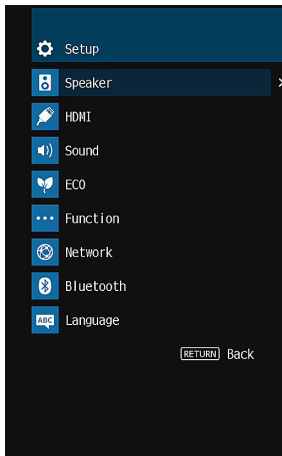 Setup
Speaker
HDMI
Sound
ECO
Function
Network
Bluetooth
ABC Language
RETURN Back